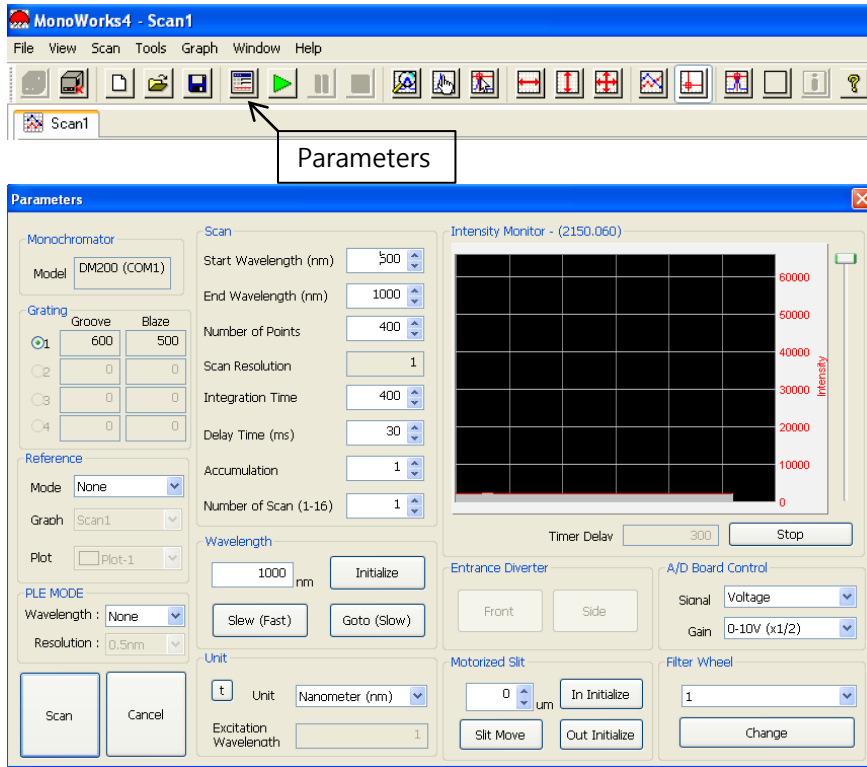 MonoWorks4 - Scan1
File View Scan Tools Graph Window Help
Scan1
Parameters
Parameters
Monochromator
Model DM200 (COM1)
Grating
Groove Blaze
1 600 500
2 0 0
3 0 0
4 0 0
Reference
Mode None
Graph Scan1
Plot Plot-1
PLE MODE
Wavelength : None
Resolution : 0.5nm
Scan Cancel
Scan
Start Wavelength (nm) 500
End Wavelength (nm) 1000
Number of Points 400
Scan Resolution 1
Integration Time 400
Delay Time (ms) 30
Accumulation 1
Number of Scan (1-16) 1
Wavelength
1000 nm Initialize
Slew (Fast) Goto (Slow)
Unit
t Unit Nanometer (nm)
Excitation
Wavelength 1
Intensity Monitor - (2150.060)
60000
50000
40000
30000
20000
10000
0
Intensity
Timer Delay 300 Stop
Entrance Diverter
Front Side
Motorized Slit
0 um In Initialize
Slit Move Out Initialize
A/D Board Control
Signal Voltage
Gain 0-10V (x1/2)
Filter Wheel
1
Change